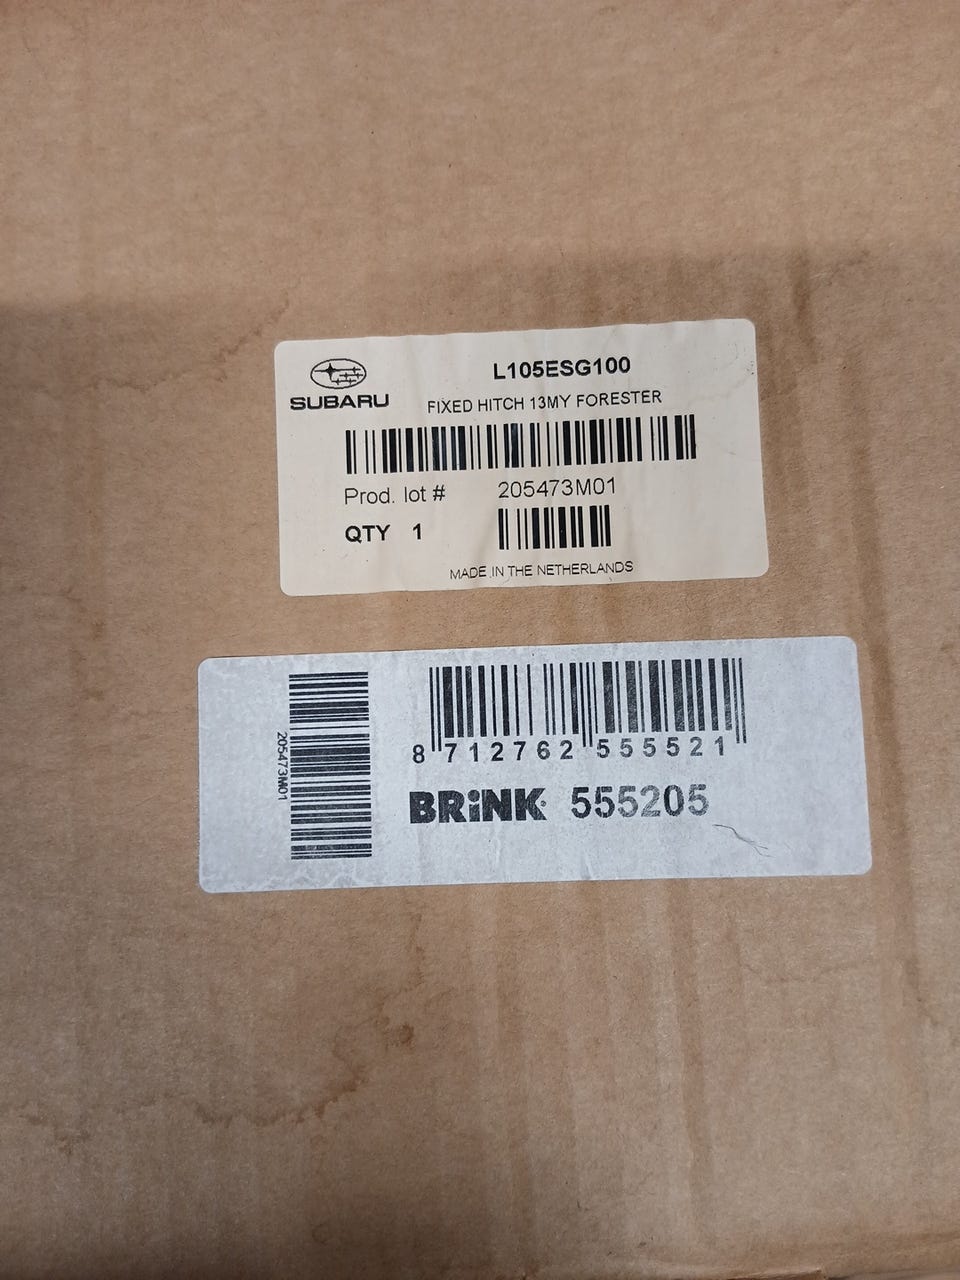 SUBARU
L105ESG100
FIXED HITCH 13MY FORESTER
Prod. lot # 205473M01
QTY 1
MADE IN THE NETHERLANDS
205473M01
8 712762 555521
BRiNK 555205